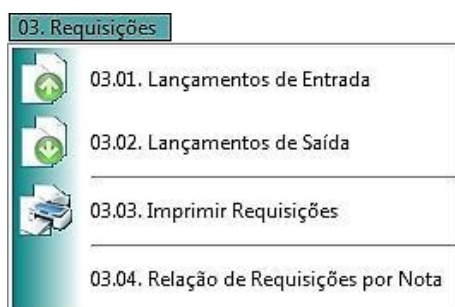 03. Requisições
03.01. Lançamentos de Entrada
03.02. Lançamentos de Saída
03.03. Imprimir Requisições
03.04. Relação de Requisições por Nota